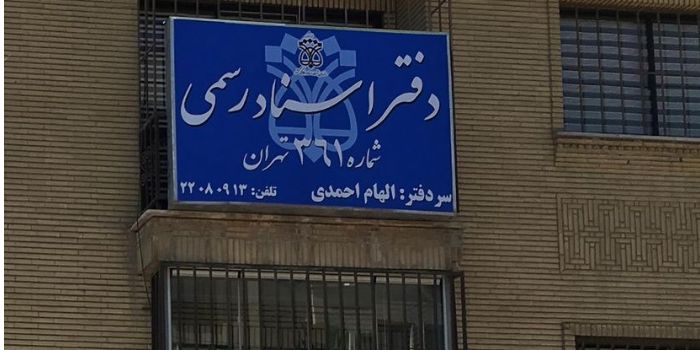 دفتر اسناد رسمی
شماره ۳۶۱ تهران
سردفتر: الهام احمدی تلفن: ۲۲۰۸۰۹۱۳